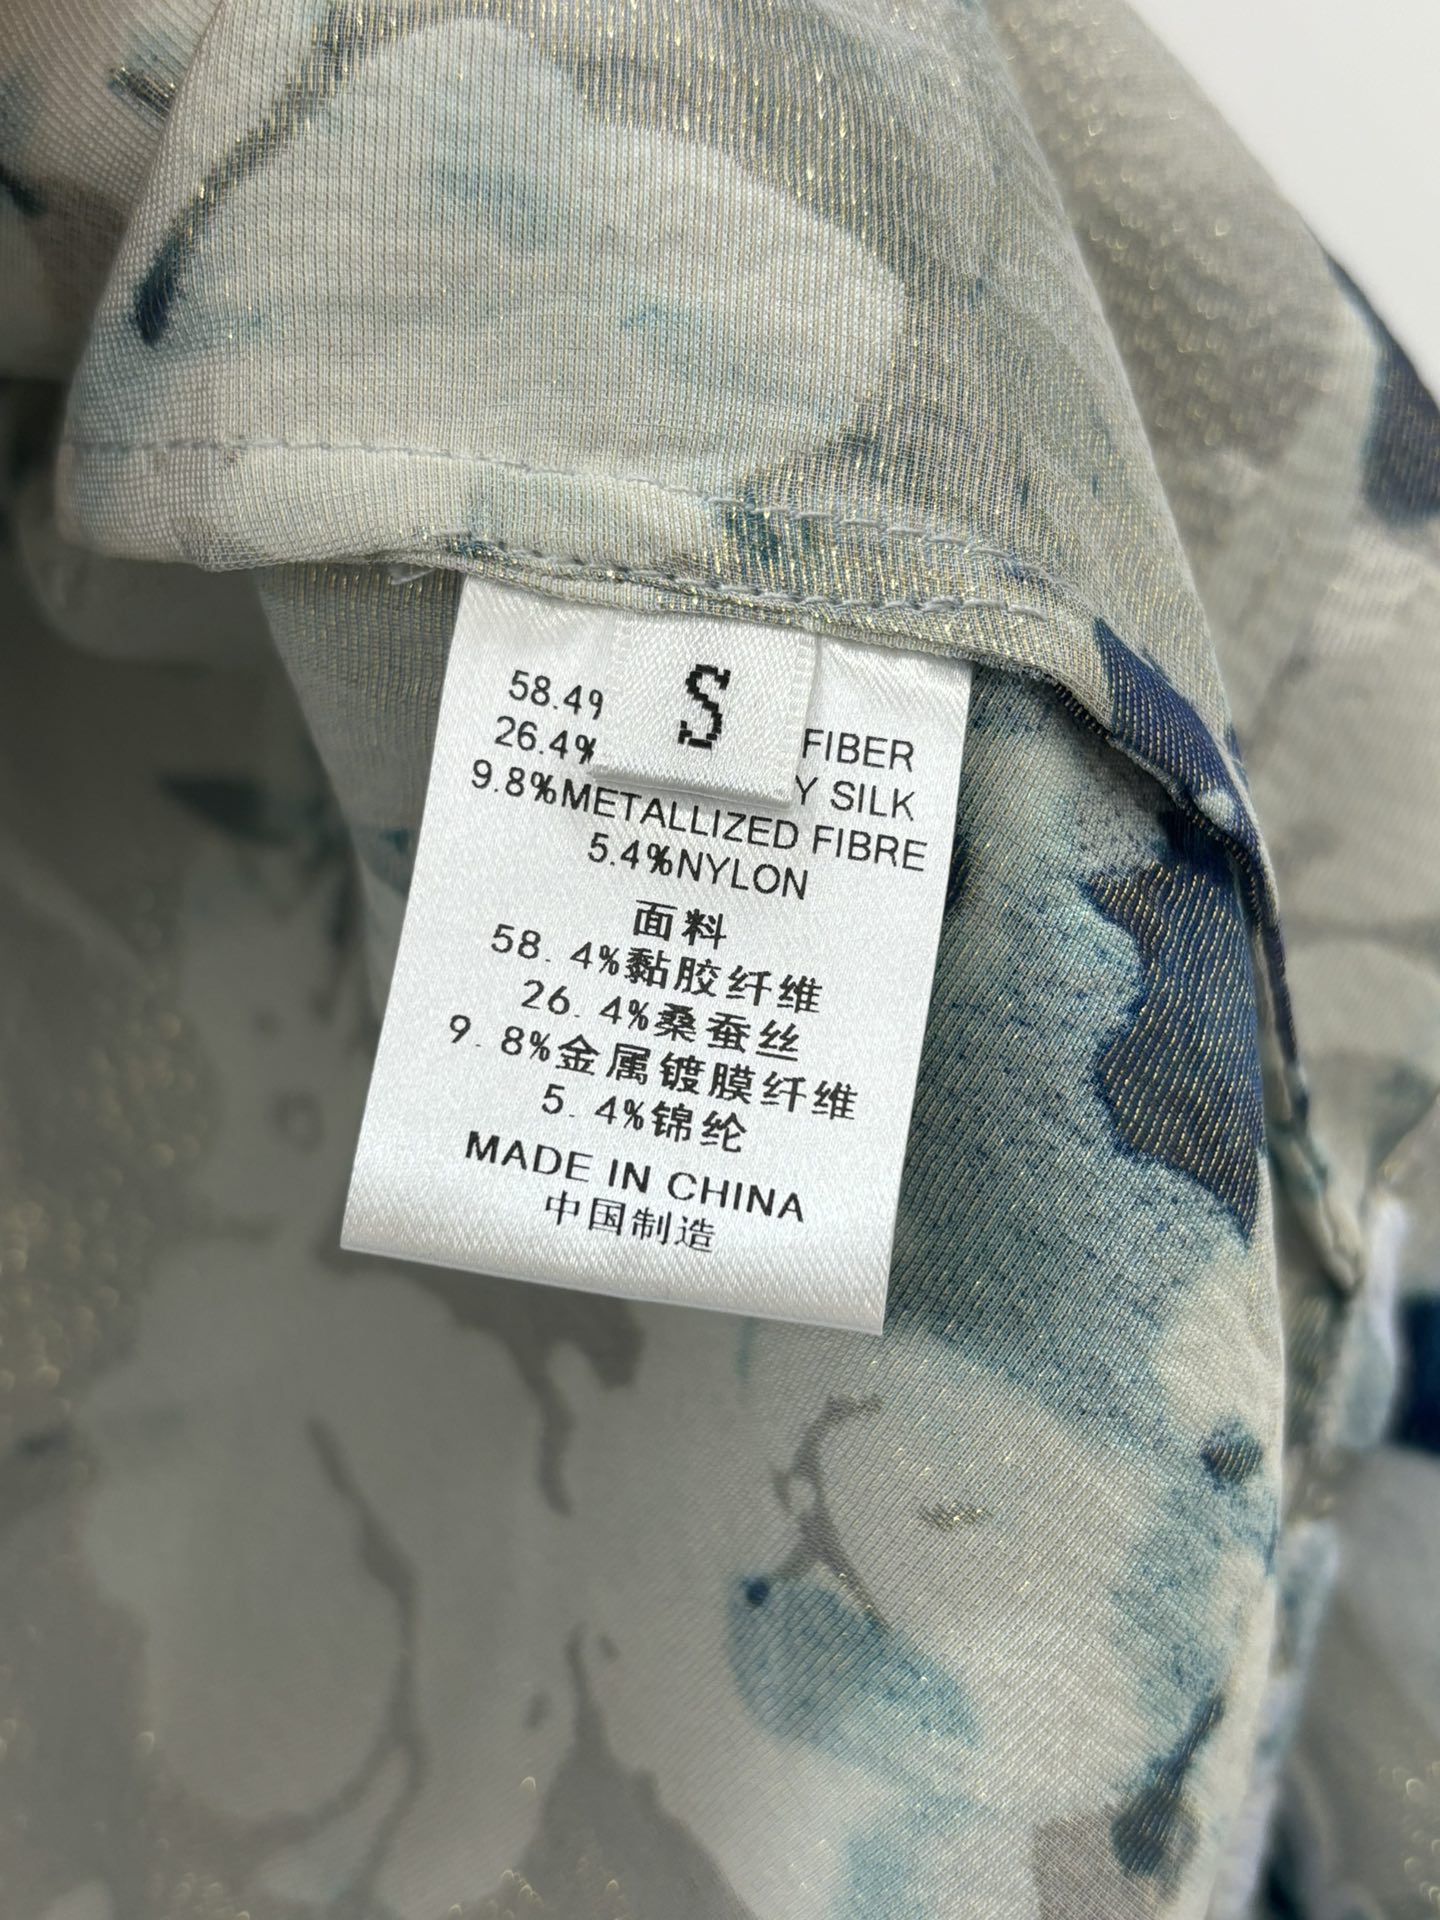 S
58.4%
FIBER
26.4%
Y SILK
9.8%METALLIZED FIBRE
5.4%NYLON
面料
58.4%黏胶纤维
26.4%桑蚕丝
9.8%金属镀膜纤维
5.4%锦纶
MADE IN CHINA
中国制造